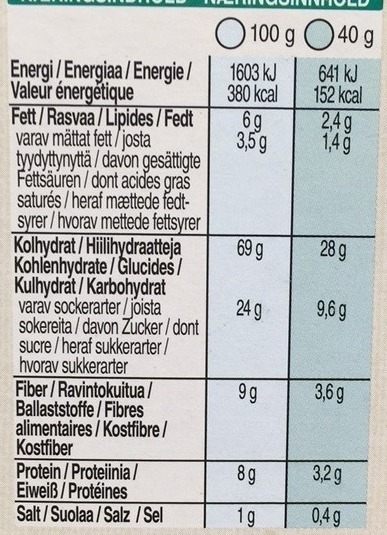 100 g 40 g
Energi / Energiaa / Energie / 1603 kJ 641 kJ
Valeur énergétique 380 kcal 152 kcal
Fett / Rasvaa / Lipides / Fedt 6 g 2,4 g
varav mättat fett / josta 3,5 g 1,4 g
tyydyttynyttä / davon gesättigte
Fettsäuren / dont acides gras
saturés / heraf mættede fedt-
syrer / hvorav mettede fettsyrer
Kolhydrat / Hiilihydraatteja 69 g 28 g
Kohlenhydrate / Glucides /
Kulhydrat / Karbohydrat
varav sockerarter / joista 24 g 9,6 g
sokereita / davon Zucker / dont
sucre / heraf sukkerarter /
hvorav sukkerarter
Fiber / Ravintokuitua / 9 g 3,6 g
Ballaststoffe / Fibres
alimentaires / Kostfibre /
Kostfiber
Protein / Proteiinia / 8 g 3,2 g
Eiweiß / Protéines
Salt / Suolaa / Salz / Sel 1 g 0,4 g